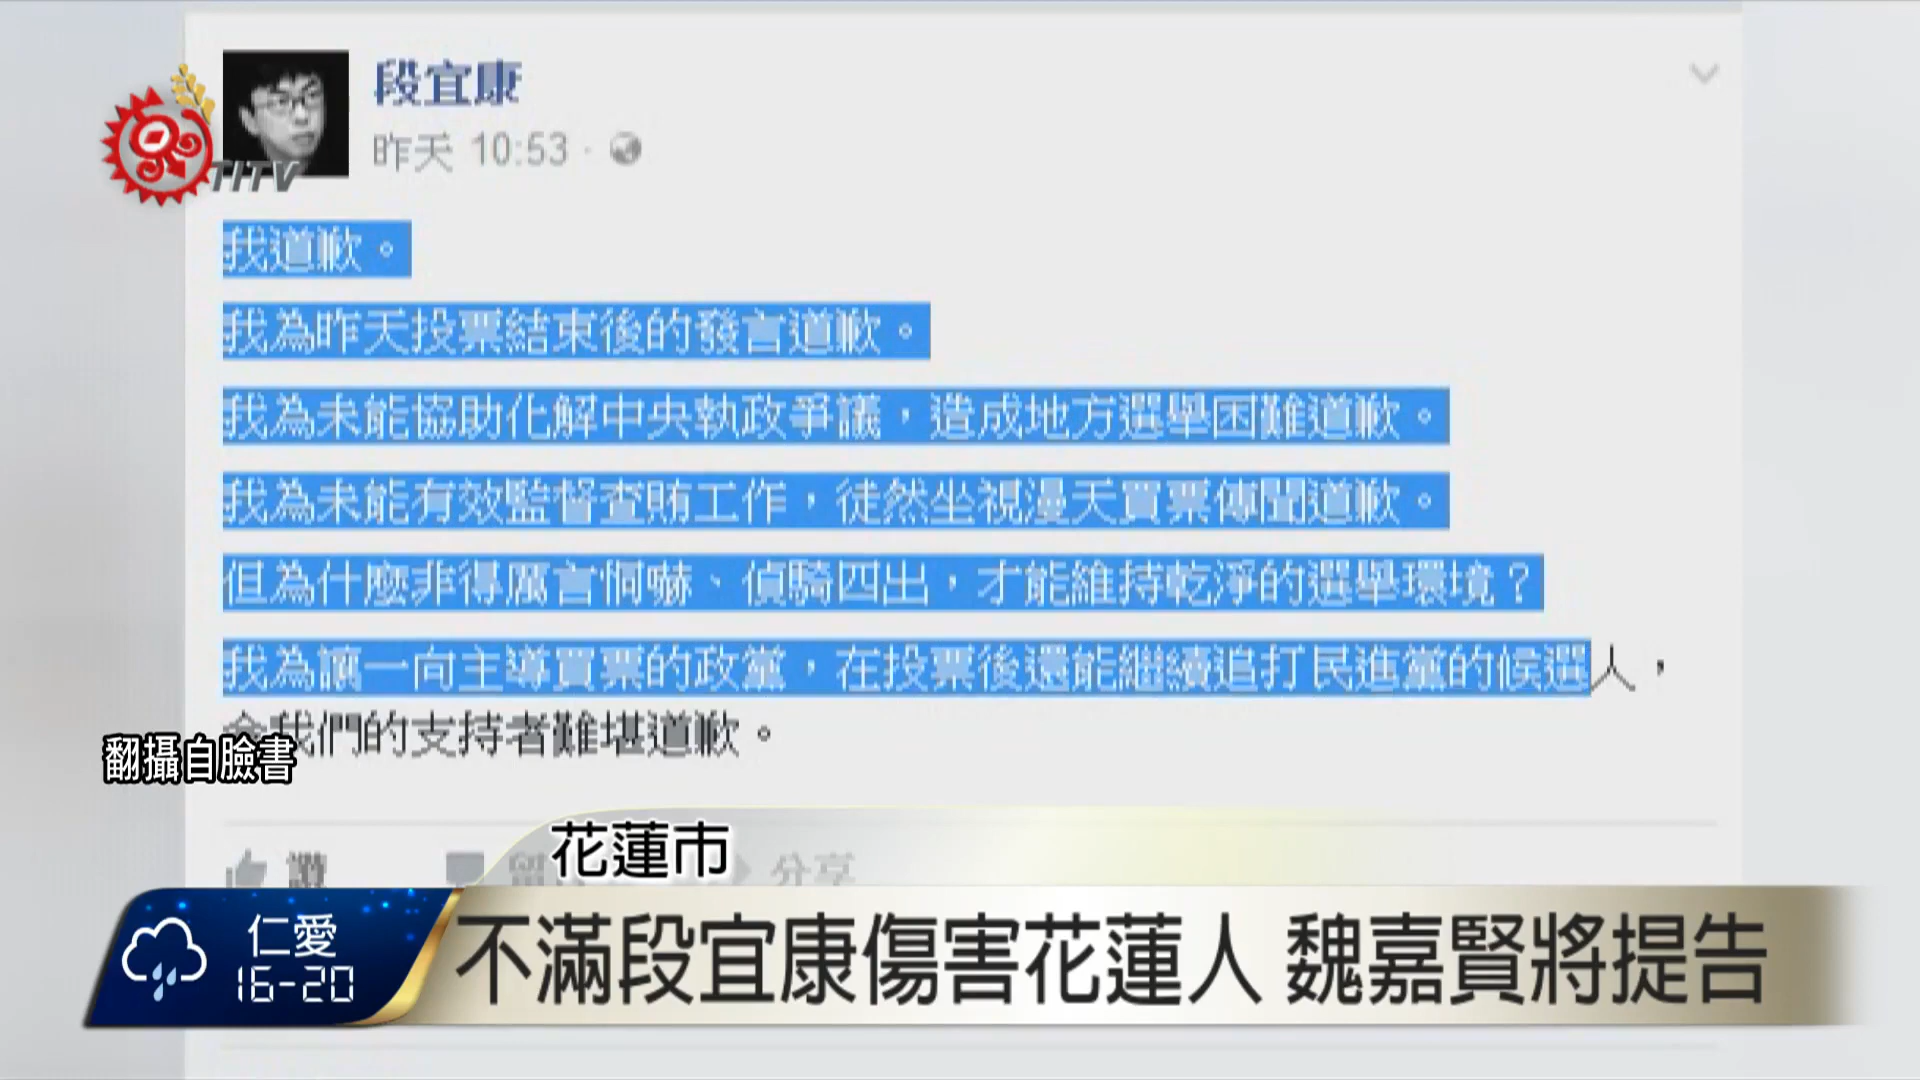 段宜康
昨天 10:53 ·
TITV
我道歉。
我為昨天投票結束後的發言道歉。
我為未能協助化解中央執政爭議，造成地方選舉困難道歉。
我為未能有效監督查賄工作，徒然坐視漫天買票傳聞道歉。
但為什麼非得厲言恫嚇、偵騎四出，才能維持乾淨的選舉環境？
我為讓一向主導買票的政黨，在投票後還能繼續追打民進黨的候選人，
令我們的支持者難堪道歉。
翻攝自臉書
讚 分享
花蓮市
仁愛
16-20
不滿段宜康傷害花蓮人 魏嘉賢將提告